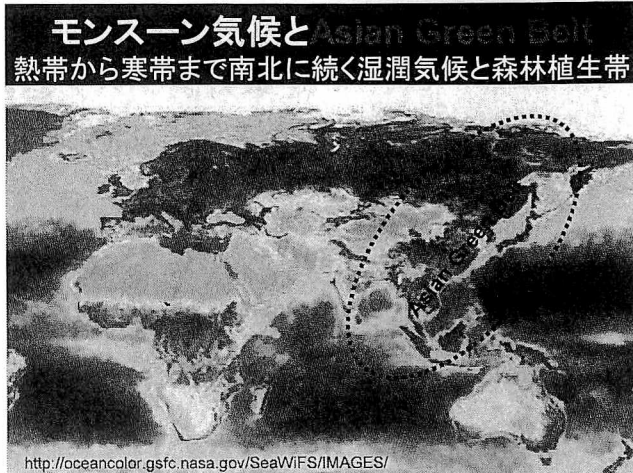 モンスーン気候とAsian Green Belt
熱帯から寒帯まで南北に続く湿潤気候と森林植生帯
Asian Green
http://oceancolor.gsfc.nasa.gov/SeaWiFS/IMAGES/